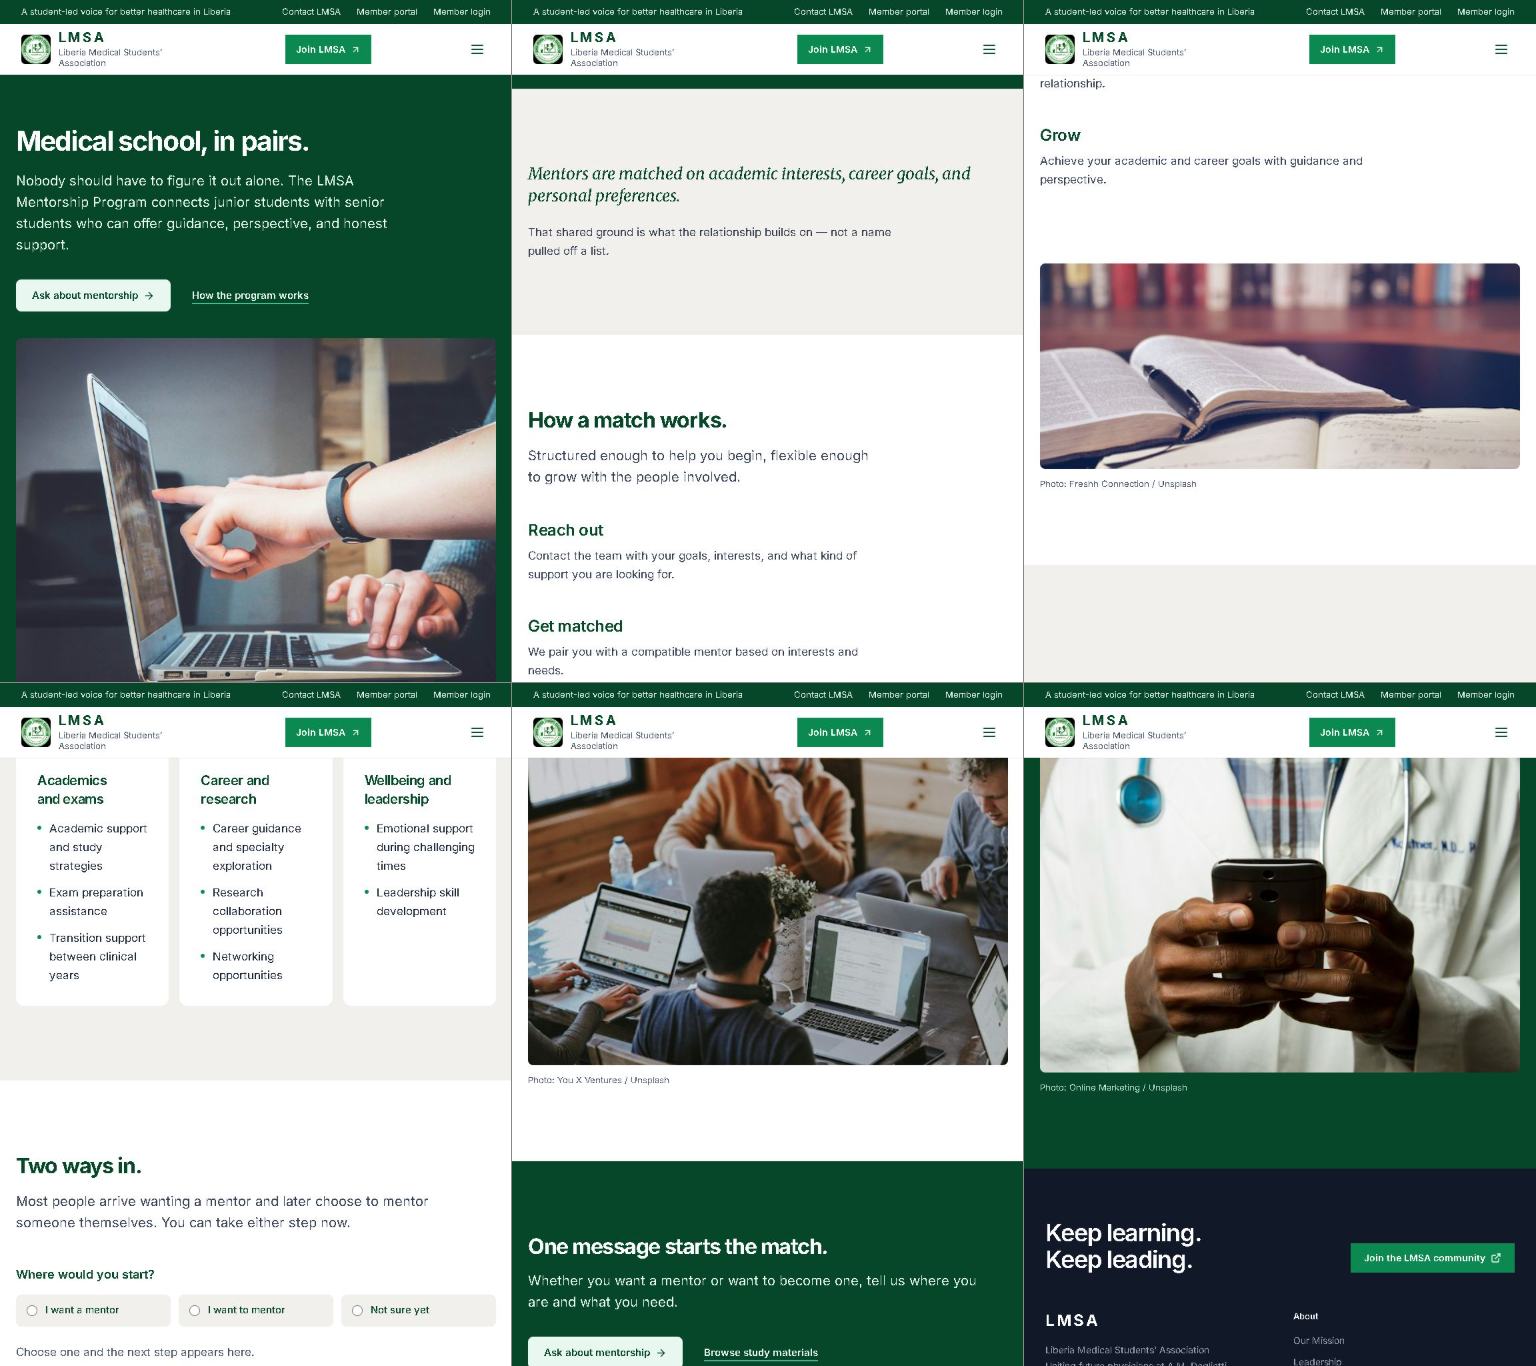 A student-led voice for better healthcare in Liberia Contact LMSA Member portal Member login
LMSA
Liberia Medical Students'
Association
Join LMSA
Medical school, in pairs.
Nobody should have to figure it out alone. The LMSA
Mentorship Program connects junior students with senior
students who can offer guidance, perspective, and honest
support.
Ask about mentorship
How the program works
A student-led voice for better healthcare in Liberia Contact LMSA Member portal Member login
LMSA
Liberia Medical Students'
Association
Join LMSA
Mentors are matched on academic interests, career goals, and
personal preferences.
That shared ground is what the relationship builds on — not a name
pulled off a list.
How a match works.
Structured enough to help you begin, flexible enough
to grow with the people involved.
Reach out
Contact the team with your goals, interests, and what kind of
support you are looking for.
Get matched
We pair you with a compatible mentor based on interests and
needs.
A student-led voice for better healthcare in Liberia Contact LMSA Member portal Member login
LMSA
Liberia Medical Students'
Association
Join LMSA
relationship.
Grow
Achieve your academic and career goals with guidance and
perspective.
Photo: Freshh Connection / Unsplash
A student-led voice for better healthcare in Liberia Contact LMSA Member portal Member login
LMSA
Liberia Medical Students'
Association
Join LMSA
Academics
and exams
Academic support
and study
strategies
Exam preparation
assistance
Transition support
between clinical
years
Career and
research
Career guidance
and specialty
exploration
Research
collaboration
opportunities
Networking
opportunities
Wellbeing and
leadership
Emotional support
during challenging
times
Leadership skill
development
Two ways in.
Most people arrive wanting a mentor and later choose to mentor
someone themselves. You can take either step now.
Where would you start?
I want a mentor
I want to mentor
Not sure yet
Choose one and the next step appears here.
A student-led voice for better healthcare in Liberia Contact LMSA Member portal Member login
LMSA
Liberia Medical Students'
Association
Join LMSA
Photo: You X Ventures / Unsplash
One message starts the match.
Whether you want a mentor or want to become one, tell us where you
are and what you need.
Ask about mentorship
Browse study materials
A student-led voice for better healthcare in Liberia Contact LMSA Member portal Member login
LMSA
Liberia Medical Students'
Association
Join LMSA
Photo: Online Marketing / Unsplash
Keep learning.
Keep leading.
Join the LMSA community
LMSA
Liberia Medical Students' Association
About
Our Mission
Leadership